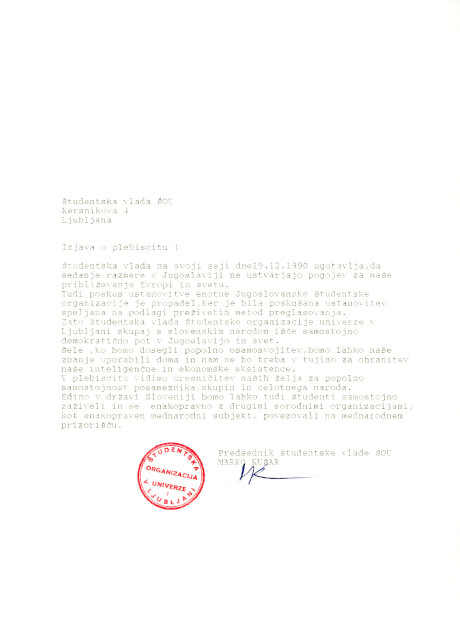 Študentska vlada ŠOU
Kersnikova 4
Ljubljana
Izjava o plebiscitu !
Študentska vlada na svoji seji dne19.12.1990 ugotavlja,da
sedanje razmere v Jugoslaviji ne ustvarjajo pogojev za naše
približevanje Evropi in svetu.
Tudi poskus ustanovitve enotne Jugoslovanske študentske
organizacije je propadel,ker je bila poskušana ustanovitev
speljana na podlagi preživetih metod preglasovanja.
Zato študentska vlada študentske organizacije univerze v
Ljubljani skupaj s slovenskim narodom išče samostojno
demokratično pot v Jugoslavijo in svet.
Šele ,ko bomo dosegli popolno osamosvojitev,bomo lahko naše
znanje uporabili doma in nam ne bo treba v tujino za ohranitev
naše inteligenčne in ekonomske eksistence.
V plebiscitu vidimo uresničitev naših želja za popolno
samostojnost posameznika,skupin in celotnega naroda.
Edino v državi Sloveniji bomo lahko tudi študenti samostojno
zaživeli in se  enakopravno z drugimi sorodnimi organizacijami,
kot enakopraven mednarodni subjekt, povezovali na mednarodnem
prizorišču.
Predsednik študentske vlade ŠOU
MARKO KUŠAR
ŠTUDENTSKA
ORGANIZACIJA
UNIVERZE
V LJUBLJANI
1